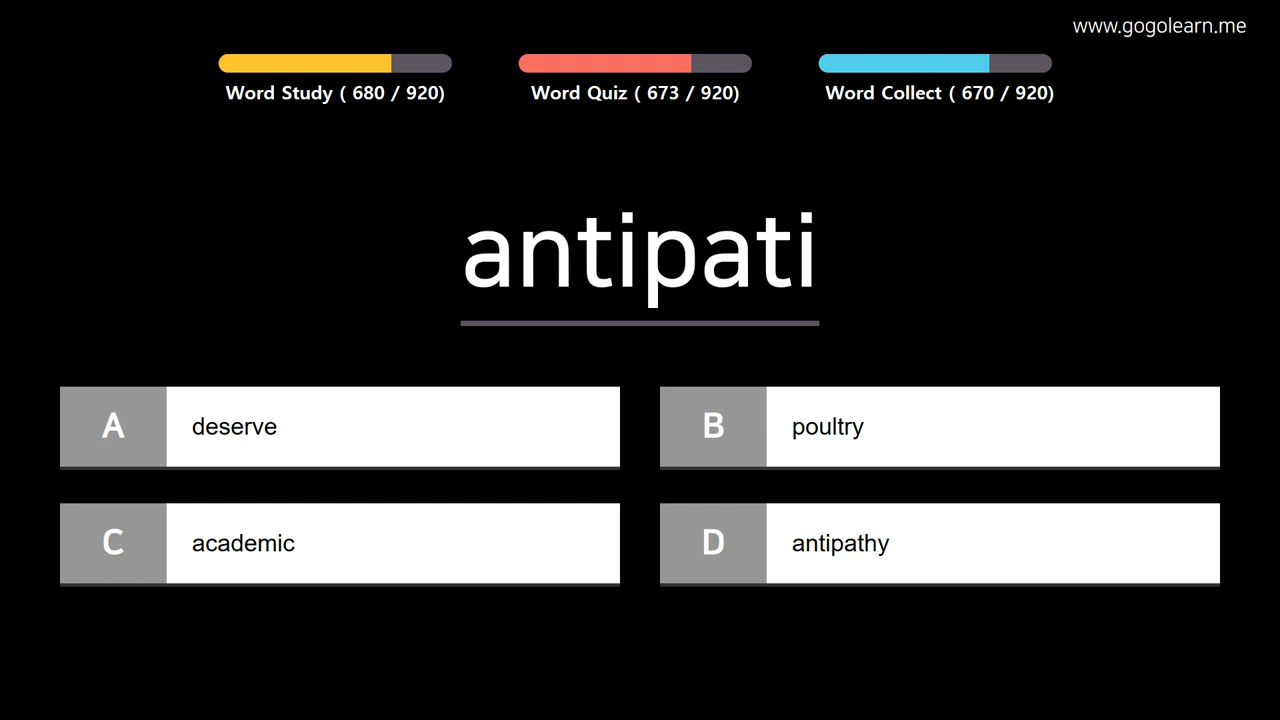 www.gogolearn.me
Word Study ( 680 / 920)
Word Quiz ( 673 / 920)
Word Collect ( 670 / 920)
antipati
A
deserve
B
poultry
C
academic
D
antipathy